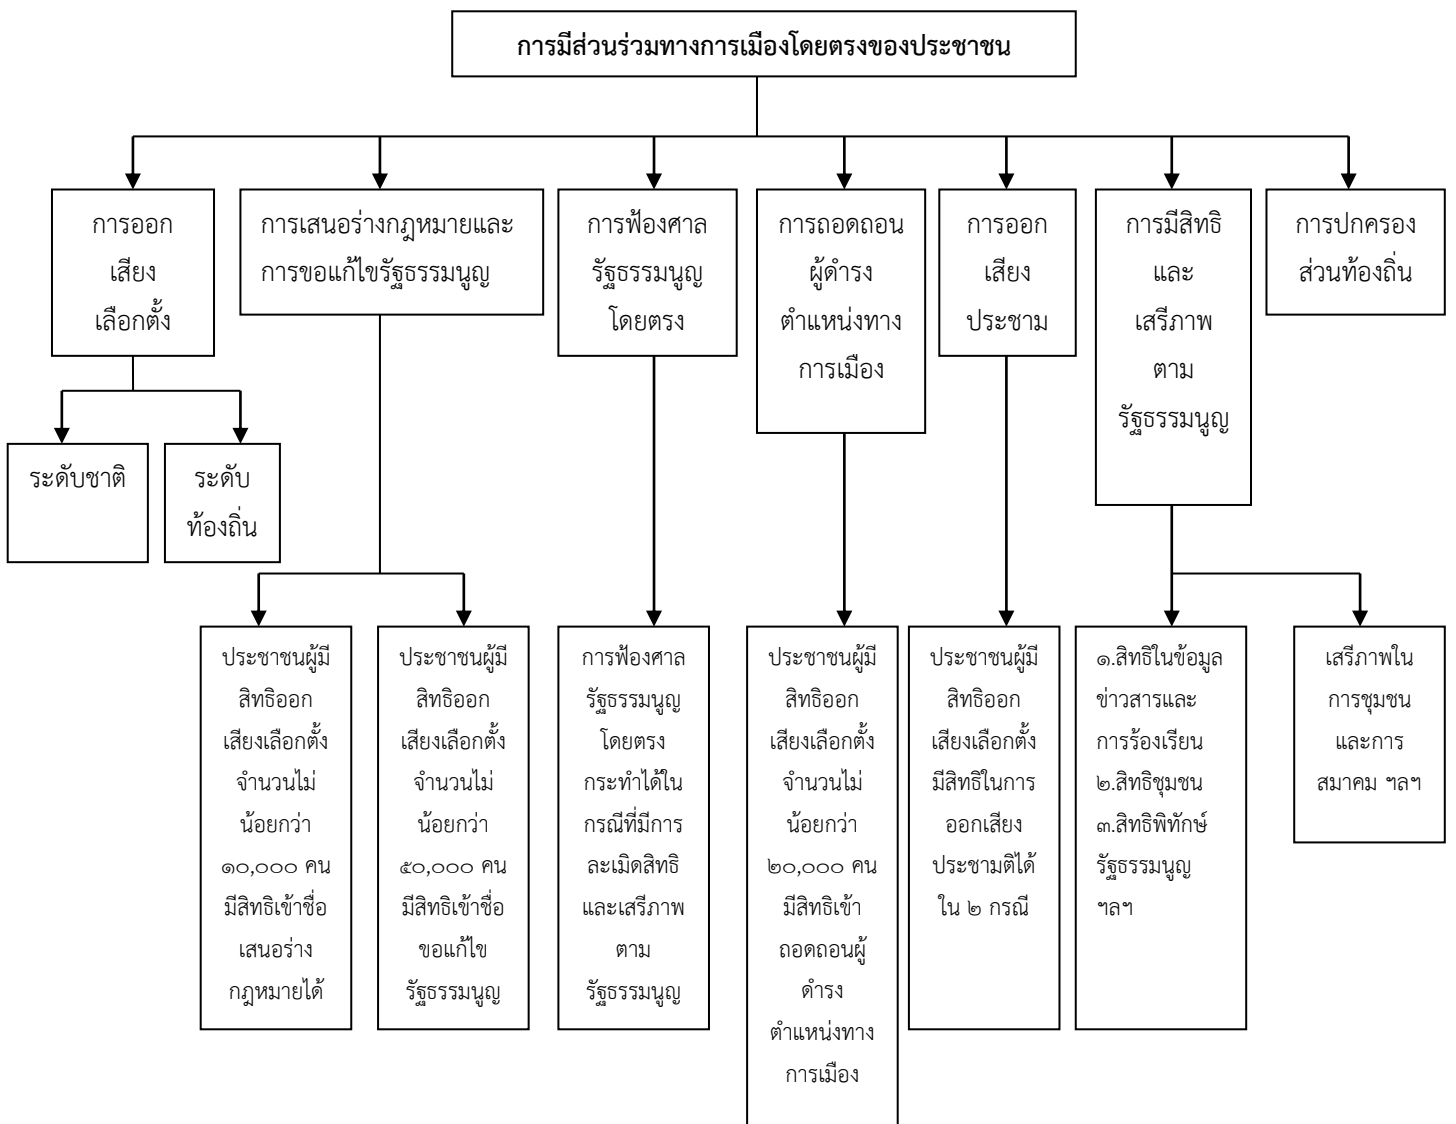 การมีส่วนร่วมทางการเมืองโดยตรงของประชาชน
การออก
เสียง
เลือกตั้ง
การเสนอร่างกฎหมายและ
การขอแก้ไขรัฐธรรมนูญ
การฟ้องศาล
รัฐธรรมนูญ
โดยตรง
การถอดถอน
ผู้ดำรง
ตำแหน่งทาง
การเมือง
การออก
เสียง
ประชาม
การมีสิทธิ
และ
เสรีภาพ
ตาม
รัฐธรรมนูญ
การปกครอง
ส่วนท้องถิ่น
ระดับชาติ
ระดับ
ท้องถิ่น
ประชาชนผู้มี
สิทธิออก
เสียงเลือกตั้ง
จำนวนไม่
น้อยกว่า
๑๐,๐๐๐ คน
มีสิทธิเข้าชื่อ
เสนอร่าง
กฎหมายได้
ประชาชนผู้มี
สิทธิออก
เสียงเลือกตั้ง
จำนวนไม่
น้อยกว่า
๕๐,๐๐๐ คน
มีสิทธิเข้าชื่อ
ขอแก้ไข
รัฐธรรมนูญ
การฟ้องศาล
รัฐธรรมนูญ
โดยตรง
กระทำได้ใน
กรณีที่มีการ
ละเมิดสิทธิ
และเสรีภาพ
ตาม
รัฐธรรมนูญ
ประชาชนผู้มี
สิทธิออก
เสียงเลือกตั้ง
จำนวนไม่
น้อยกว่า
๒๐,๐๐๐ คน
มีสิทธิเข้า
ถอดถอนผู้
ดำรง
ตำแหน่งทาง
การเมือง
ประชาชนผู้มี
สิทธิออก
เสียงเลือกตั้ง
มีสิทธิในการ
ออกเสียง
ประชามติได้
ใน ๒ กรณี
๑.สิทธิในข้อมูล
ข่าวสารและ
การร้องเรียน
๒.สิทธิชุมชน
๓.สิทธิพิทักษ์
รัฐธรรมนูญ
ฯลฯ
เสรีภาพใน
การชุมชน
และการ
สมาคม ฯลฯ